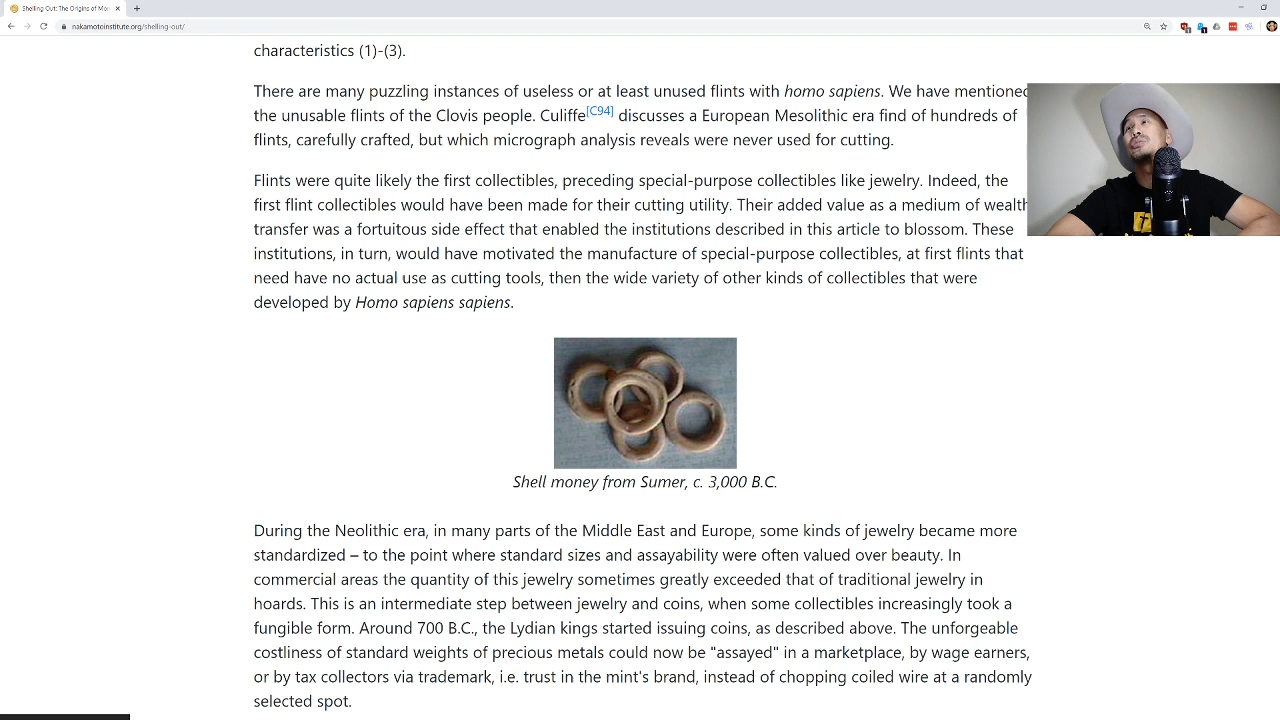 Shelling Out: The Origins of Mon
nakamotoinstitute.org/shelling-out/
characteristics (1)-(3).
There are many puzzling instances of useless or at least unused flints with homo sapiens. We have mentioned
the unusable flints of the Clovis people. Culiffe[C94] discusses a European Mesolithic era find of hundreds of
flints, carefully crafted, but which micrograph analysis reveals were never used for cutting.
Flints were quite likely the first collectibles, preceding special-purpose collectibles like jewelry. Indeed, the
first flint collectibles would have been made for their cutting utility. Their added value as a medium of wealth
transfer was a fortuitous side effect that enabled the institutions described in this article to blossom. These
institutions, in turn, would have motivated the manufacture of special-purpose collectibles, at first flints that
need have no actual use as cutting tools, then the wide variety of other kinds of collectibles that were
developed by Homo sapiens sapiens.
Shell money from Sumer, c. 3,000 B.C.
During the Neolithic era, in many parts of the Middle East and Europe, some kinds of jewelry became more
standardized – to the point where standard sizes and assayability were often valued over beauty. In
commercial areas the quantity of this jewelry sometimes greatly exceeded that of traditional jewelry in
hoards. This is an intermediate step between jewelry and coins, when some collectibles increasingly took a
fungible form. Around 700 B.C., the Lydian kings started issuing coins, as described above. The unforgeable
costliness of standard weights of precious metals could now be "assayed" in a marketplace, by wage earners,
or by tax collectors via trademark, i.e. trust in the mint's brand, instead of chopping coiled wire at a randomly
selected spot.